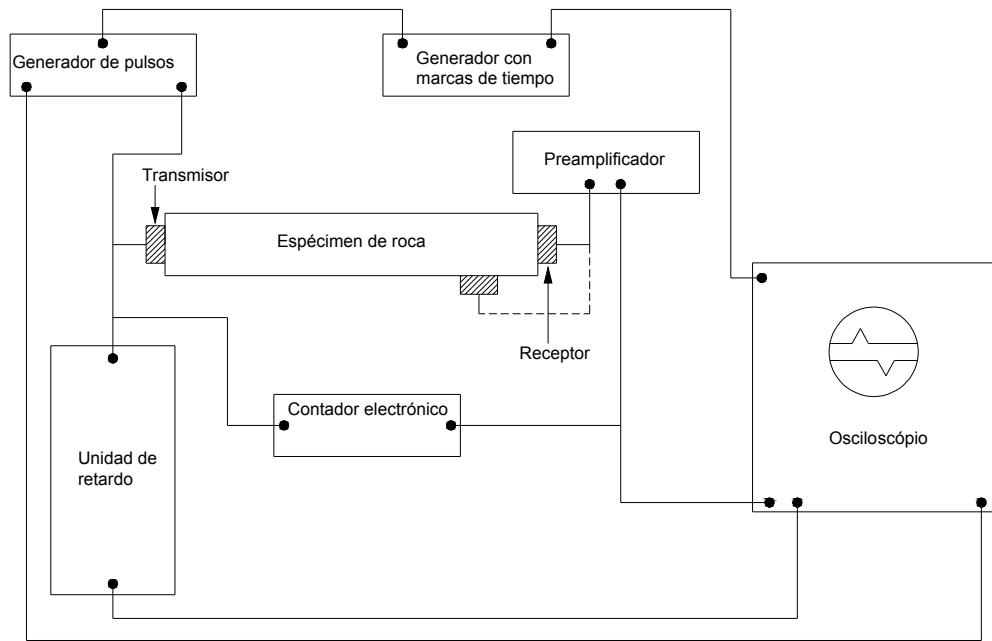 Generador de pulsos
Generador con
marcas de tiempo
Preamplificador
Transmisor
Espécimen de roca
Receptor
Contador electrónico
Osciloscópio
Unidad de
retardo